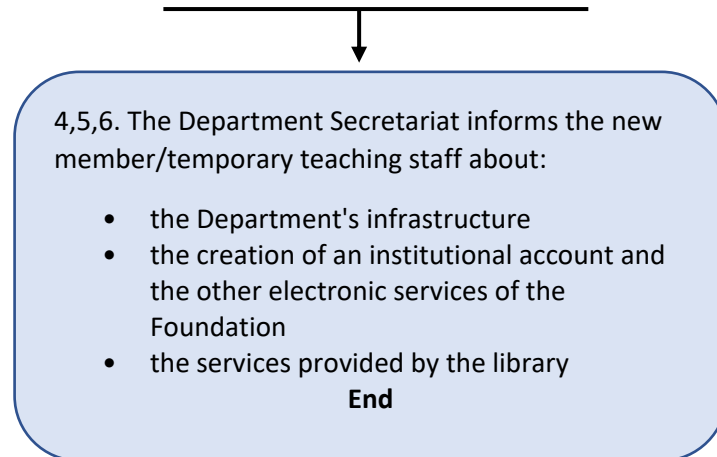 4,5,6. The Department Secretariat informs the new
member/temporary teaching staff about:
• the Department's infrastructure
• the creation of an institutional account and
the other electronic services of the
Foundation
• the services provided by the library
End